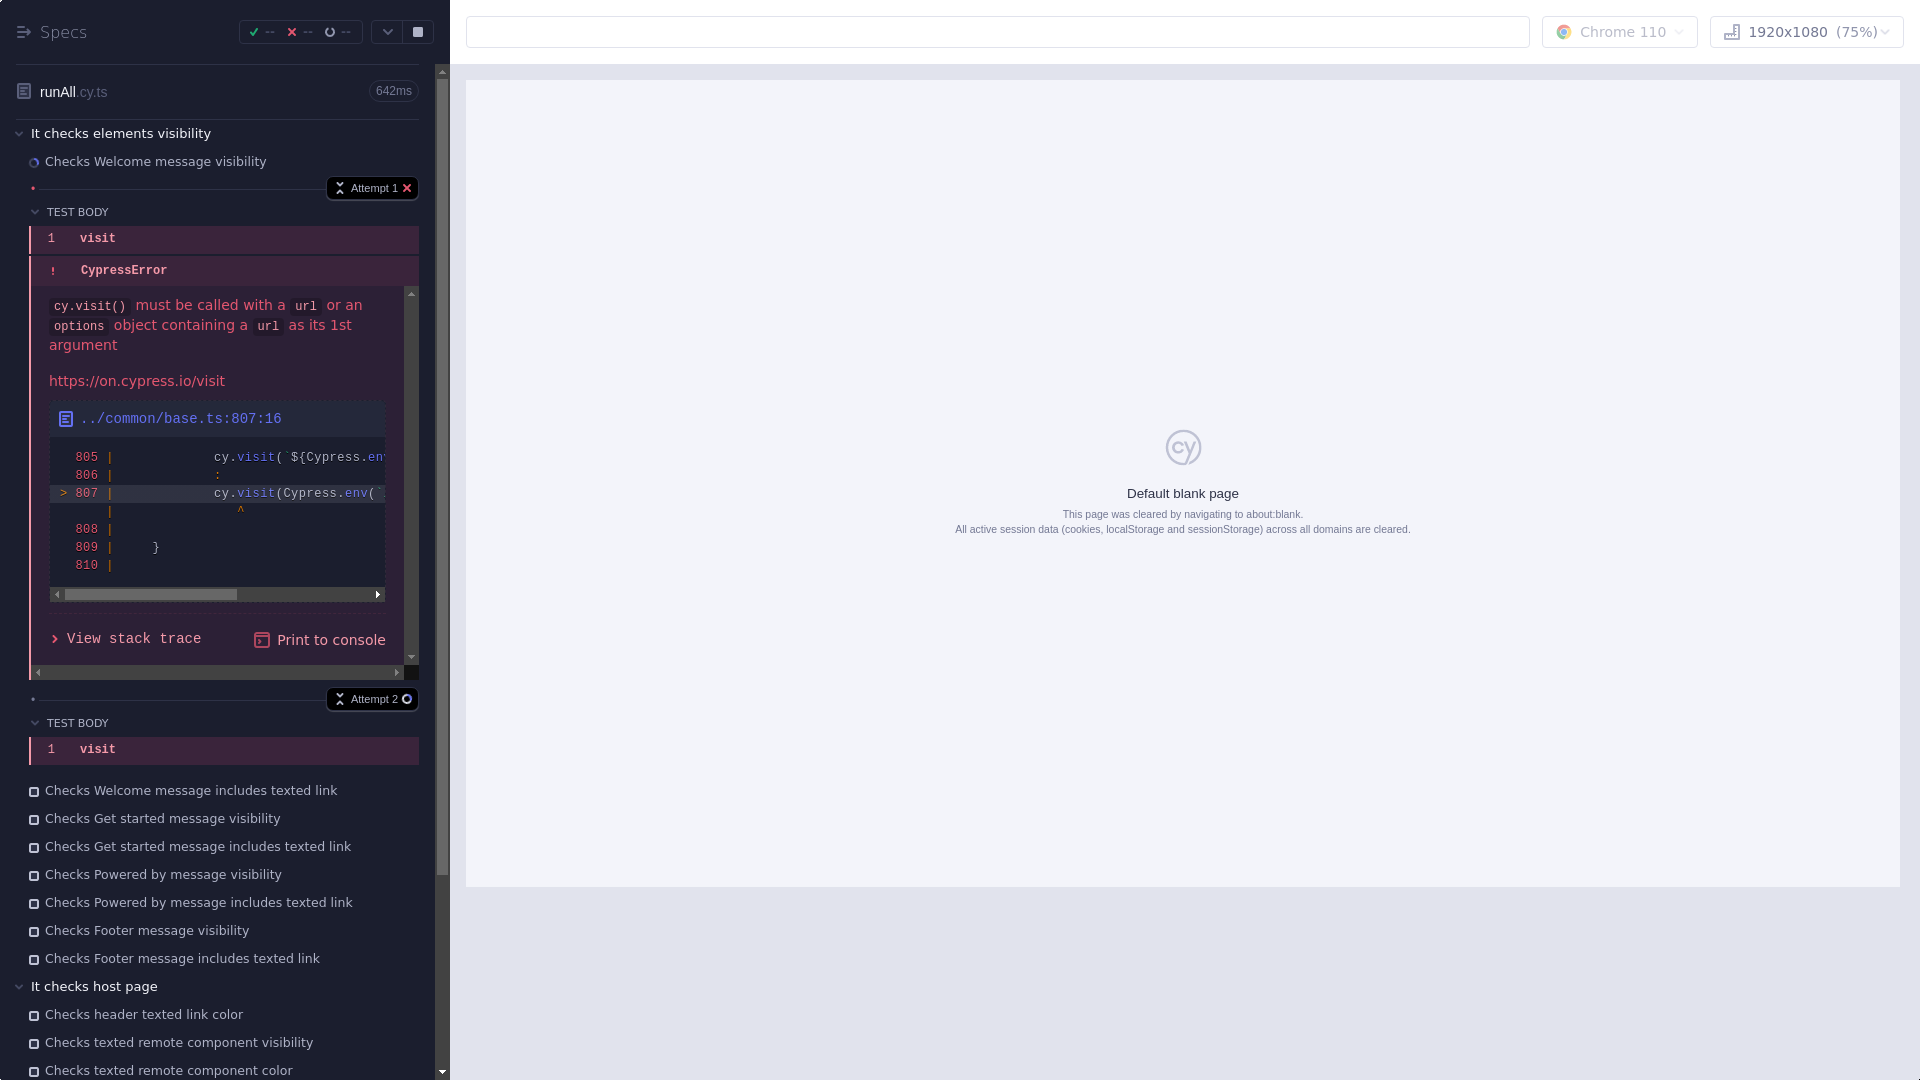 Specs
--
--
--
Chrome 110
1920x1080 (75%)
runAll.cy.ts
642ms
It checks elements visibility
Checks Welcome message visibility
Attempt 1
TEST BODY
1 visit
! CypressError
cy.visit() must be called with a url or an
options object containing a url as its 1st
argument
https://on.cypress.io/visit
../common/base.ts:807:16
805 | cy.visit(`${Cypress.env
806 | :
> 807 | cy.visit(Cypress.env(`
| ^
808 |
809 | }
810 |
View stack trace
Print to console
Attempt 2
TEST BODY
1 visit
Checks Welcome message includes texted link
Checks Get started message visibility
Checks Get started message includes texted link
Checks Powered by message visibility
Checks Powered by message includes texted link
Checks Footer message visibility
Checks Footer message includes texted link
It checks host page
Checks header texted link color
Checks texted remote component visibility
Checks texted remote component color
cy
Default blank page
This page was cleared by navigating to about:blank.
All active session data (cookies, localStorage and sessionStorage) across all domains are cleared.